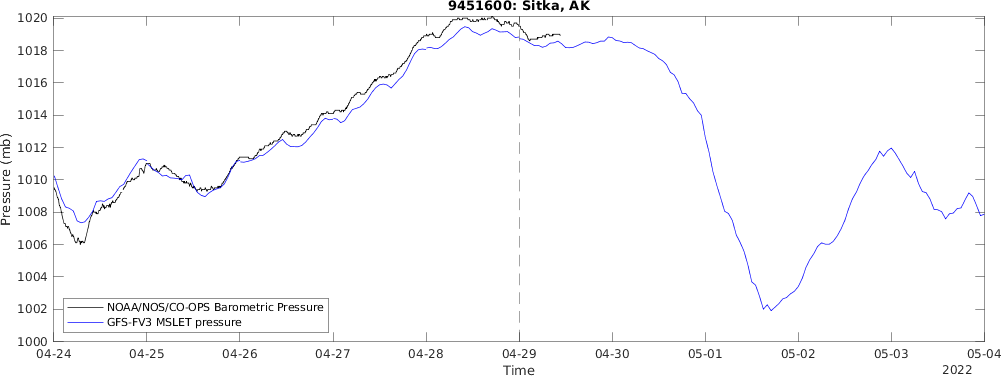 9451600: Sitka, AK
Pressure (mb)
1020
1018
1016
1014
1012
1010
1008
1006
1004
1002
1000
NOAA/NOS/CO-OPS Barometric Pressure
GFS-FV3 MSLET pressure
04-24 04-25 04-26 04-27 04-28 04-29 04-30 05-01 05-02 05-03 05-04
Time
2022